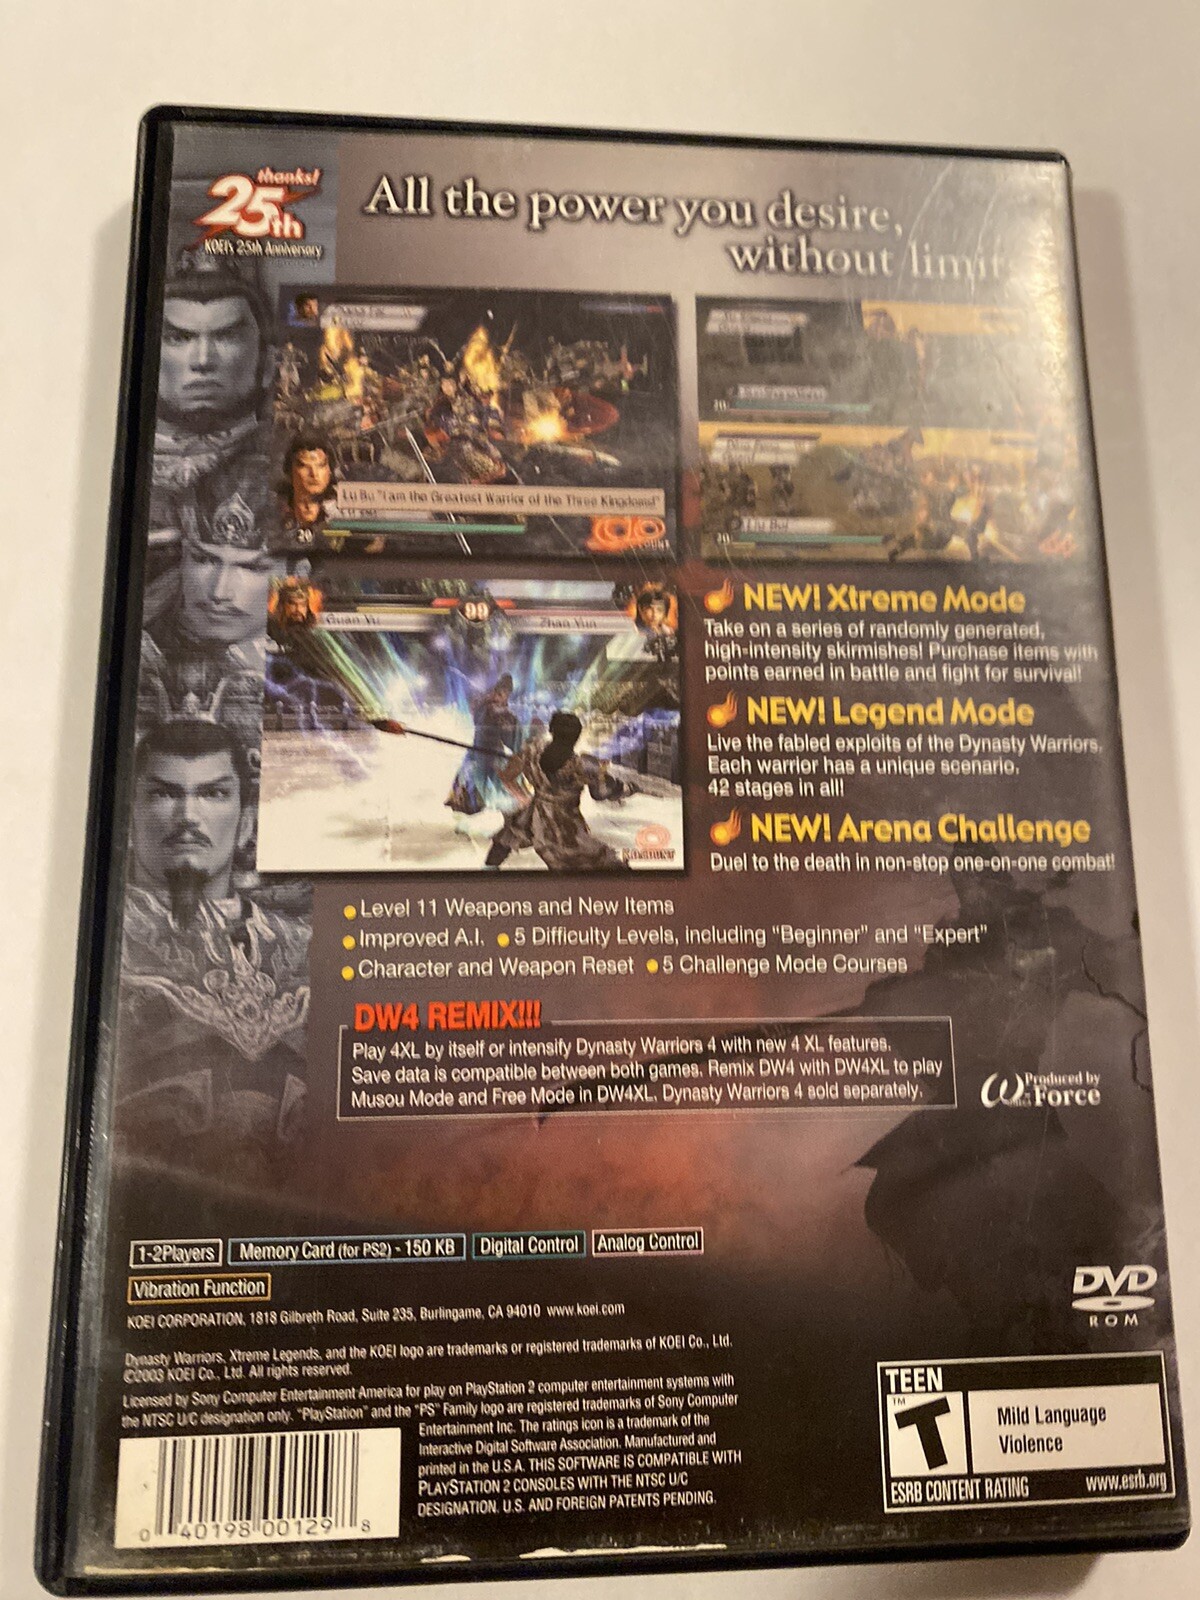 thanks!
25th
KOEI's 25th Anniversary
All the power you desire,
without limit
Lu Bu "I am the Greatest Warrior of the Three Kingdoms!"
20
20
Liu Bei
20
Guan Yu
99
Zhao Yun
NEW! Xtreme Mode
Take on a series of randomly generated,
high-intensity skirmishes! Purchase items with
points earned in battle and fight for survival!
NEW! Legend Mode
Live the fabled exploits of the Dynasty Warriors.
Each warrior has a unique scenario.
42 stages in all!
NEW! Arena Challenge
Duel to the death in non-stop one-on-one combat!
Level 11 Weapons and New Items
Improved A.I. • 5 Difficulty Levels, including "Beginner" and "Expert"
Character and Weapon Reset • 5 Challenge Mode Courses
DW4 REMIX!!!
Play 4XL by itself or intensify Dynasty Warriors 4 with new 4 XL features.
Save data is compatible between both games. Remix DW4 with DW4XL to play
Musou Mode and Free Mode in DW4XL. Dynasty Warriors 4 sold separately.
Produced by
ω Force
1-2Players
Memory Card (for PS2) - 150 KB
Digital Control
Analog Control
Vibration Function
KOEI CORPORATION, 1818 Gilbreth Road, Suite 235, Burlingame, CA 94010 www.koei.com
DVD
ROM
Dynasty Warriors, Xtreme Legends, and the KOEI logo are trademarks or registered trademarks of KOEI Co., Ltd.
©2003 KOEI Co., Ltd. All rights reserved.
Licensed by Sony Computer Entertainment America for play on PlayStation 2 computer entertainment systems with
the NTSC U/C designation only. "PlayStation" and the "PS" Family logo are registered trademarks of Sony Computer
Entertainment Inc. The ratings icon is a trademark of the
Interactive Digital Software Association. Manufactured and
printed in the U.S.A. THIS SOFTWARE IS COMPATIBLE WITH
PLAYSTATION 2 CONSOLES WITH THE NTSC U/C
DESIGNATION. U.S. AND FOREIGN PATENTS PENDING.
0 40198 00129 8
TEEN
T
TM
Mild Language
Violence
ESRB CONTENT RATING www.esrb.org